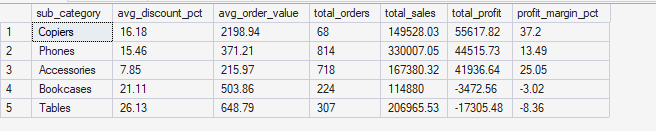 sub_category avg_discount_pct avg_order_value total_orders total_sales total_profit profit_margin_pct
1 Copiers 16.18 2198.94 68 149528.03 55617.82 37.2
2 Phones 15.46 371.21 814 330007.05 44515.73 13.49
3 Accessories 7.85 215.97 718 167380.32 41936.64 25.05
4 Bookcases 21.11 503.86 224 114880 -3472.56 -3.02
5 Tables 26.13 648.79 307 206965.53 -17305.48 -8.36